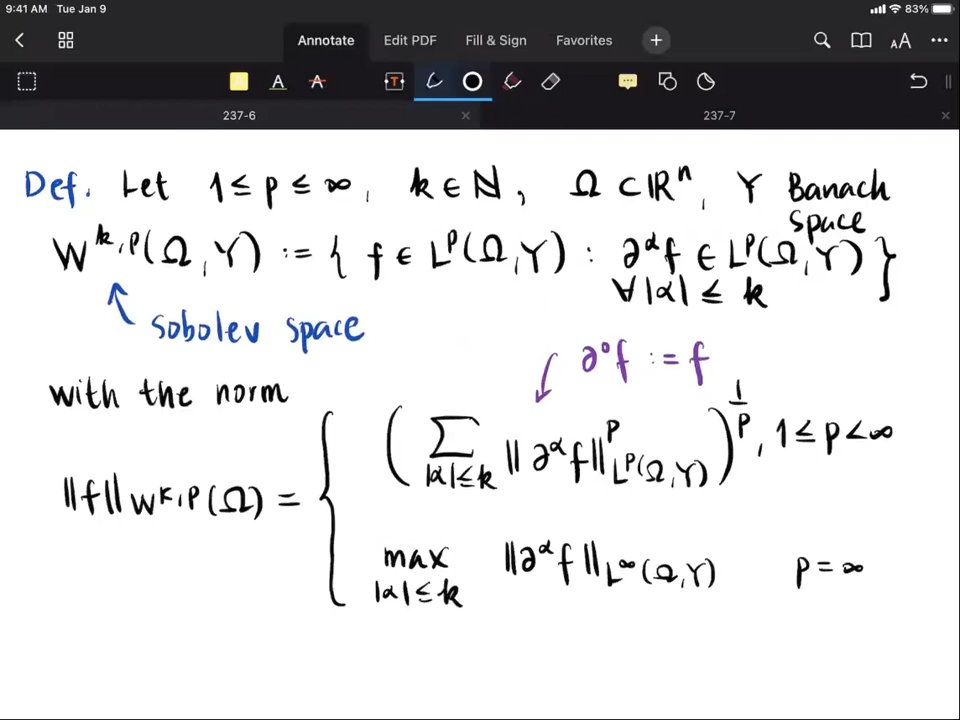 9:41 AM Tue Jan 9 83%
Annotate Edit PDF Fill & Sign Favorites AA
A A T
237-6 237-7
Def. Let 1 ≤ p ≤ ∞, k ∈ ℕ, Ω ⊂ ℝⁿ, Y Banach space
W^{k,p}(Ω,Y) := { f ∈ L^p(Ω,Y) : ∂^α f ∈ L^p(Ω,Y) ∀|α| ≤ k }
sobolev space
∂⁰f := f
with the norm
‖f‖_{W^{k,p}(Ω)} = { ( ∑_{|α|≤k} ‖∂^α f‖^p_{L^p(Ω,Y)} )^{1/p}, 1 ≤ p < ∞
max_{|α|≤k} ‖∂^α f‖_{L^∞(Ω,Y)} p = ∞